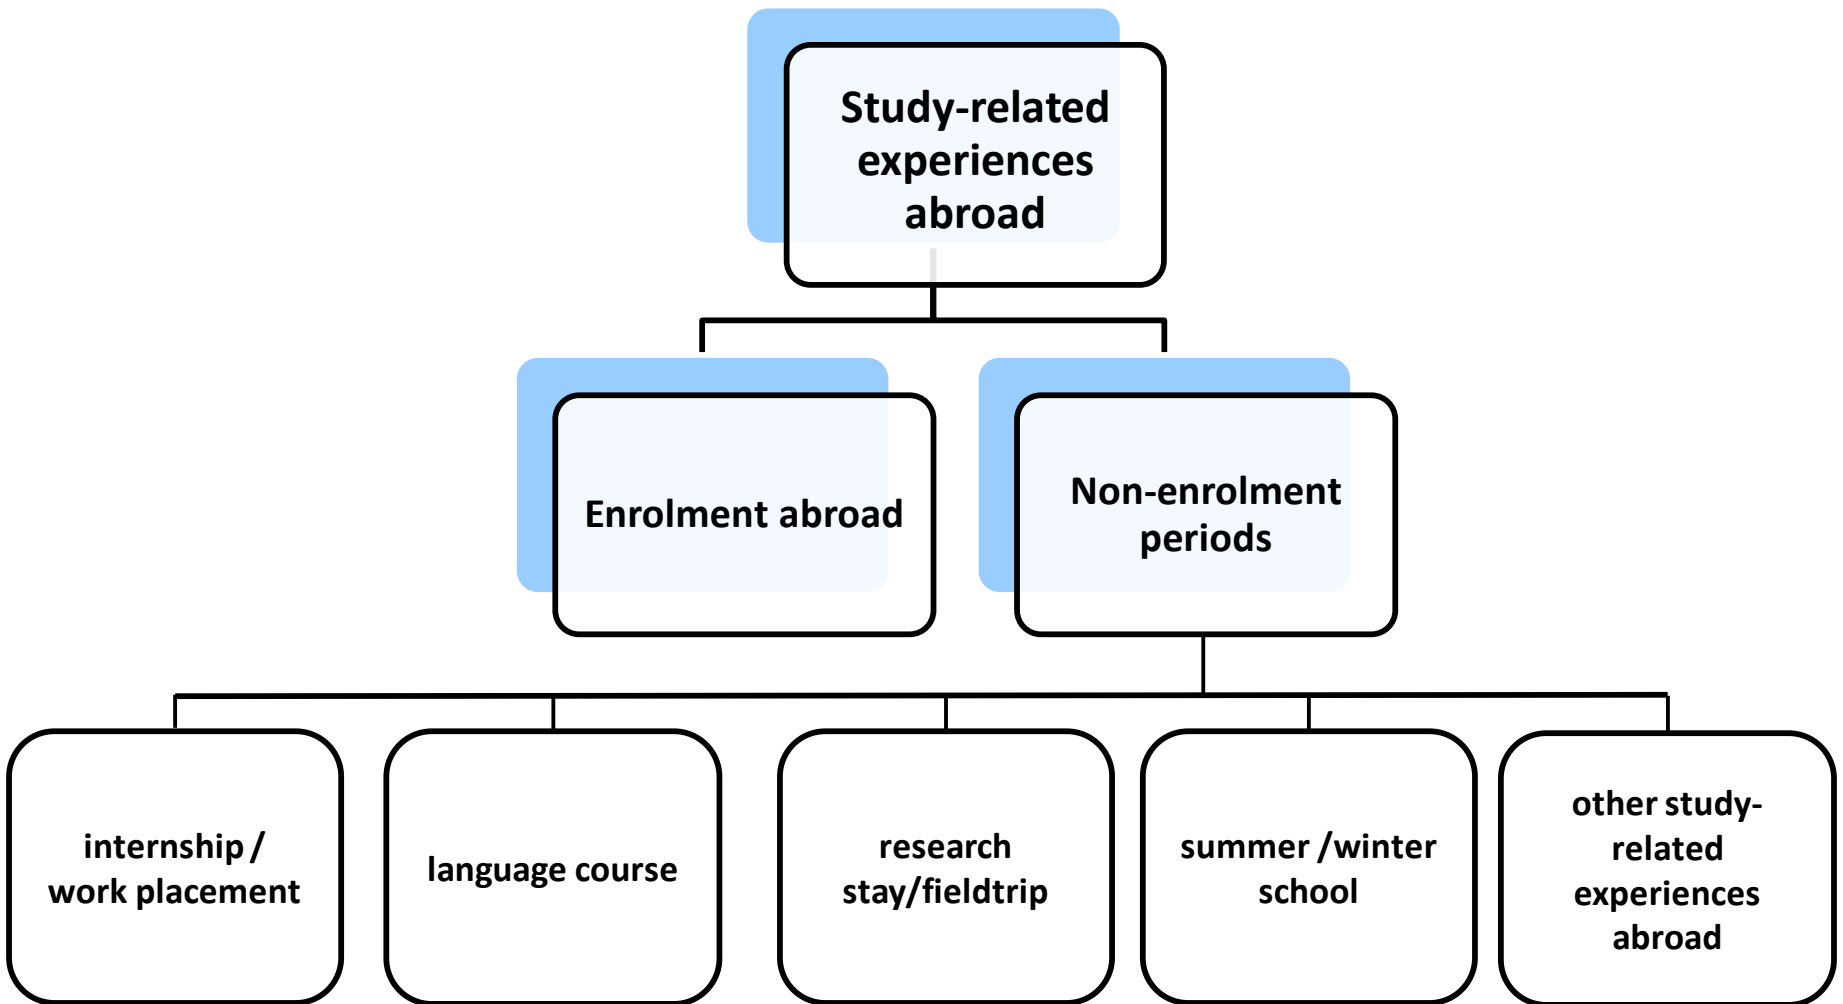 Study-related
experiences
abroad
Enrolment abroad
Non-enrolment
periods
internship /
work placement
language course
research
stay/fieldtrip
summer /winter
school
other study-
related
experiences
abroad